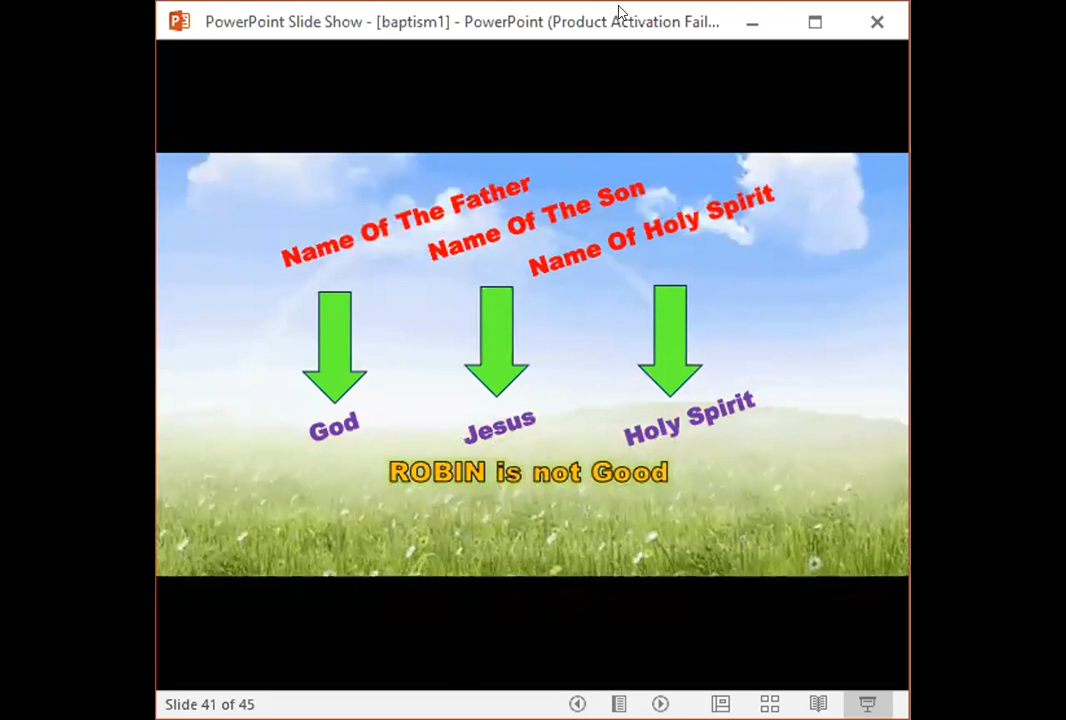 PowerPoint Slide Show - [baptism1] - PowerPoint (Product Activation Fail...
Name Of The Father
Name Of The Son
Name Of Holy Spirit
God
Jesus
Holy Spirit
ROBIN is not Good
Slide 41 of 45